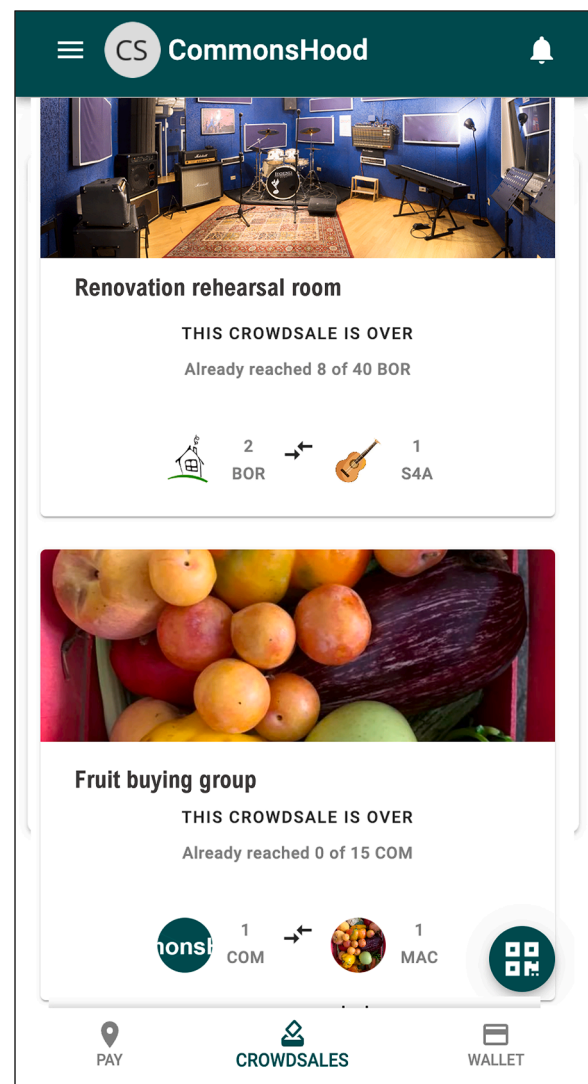 CS CommonsHood
Renovation rehearsal room
THIS CROWDSALE IS OVER
Already reached 8 of 40 BOR
2 1
BOR S4A
Fruit buying group
THIS CROWDSALE IS OVER
Already reached 0 of 15 COM
monsH 1 1
COM MAC
PAY CROWDSALES WALLET